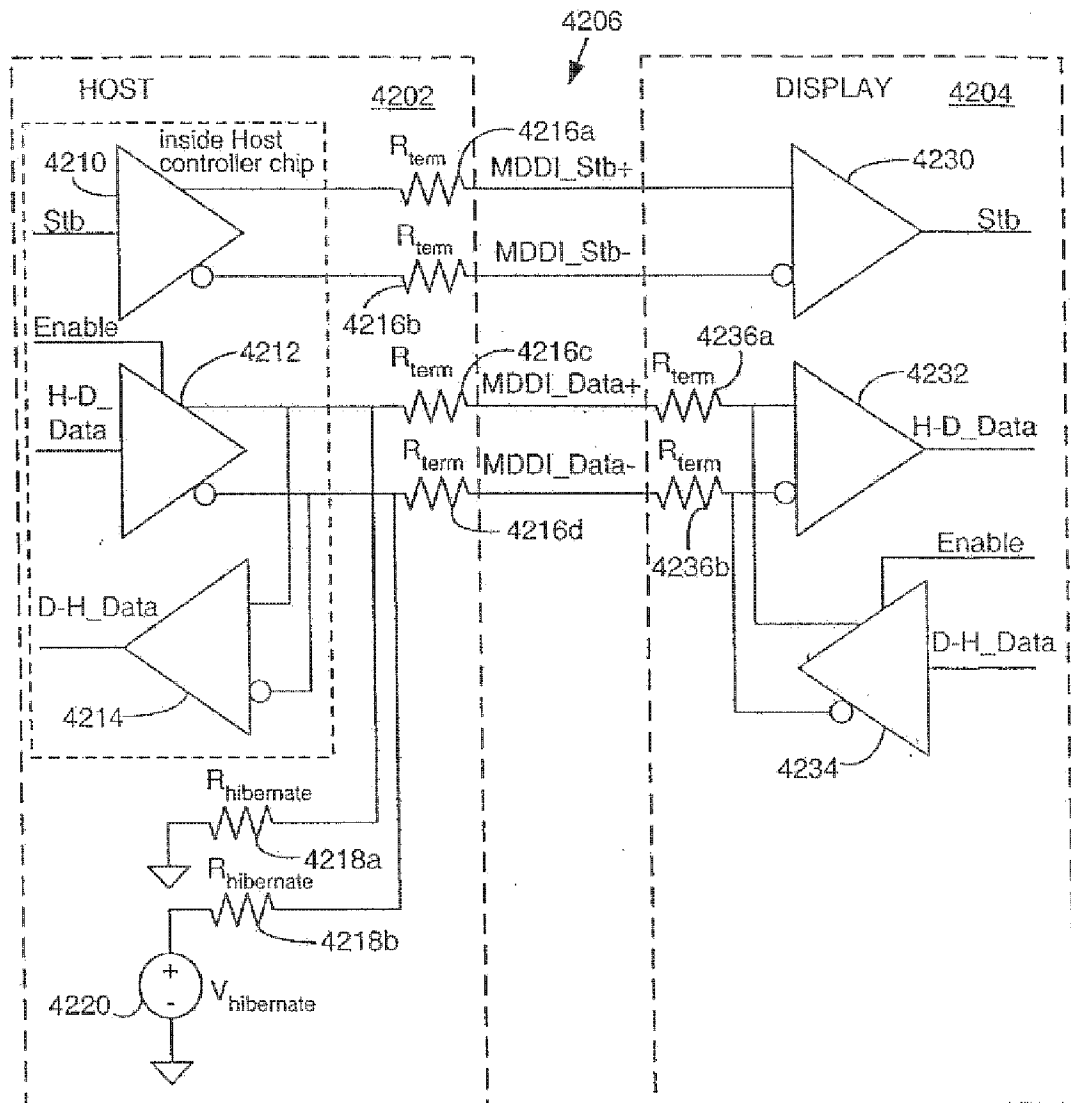 4206
HOST
4202
DISPLAY
4204
inside Host
controller chip
4210
Stb
R_term
4216a
MDDI_Stb+
4230
Stb
R_term
MDDI_Stb-
4216b
Enable
4212
4216c
4236a
H-D_
Data
R_term
MDDI_Data+
R_term
4232
H-D_Data
R_term
MDDI_Data-
R_term
4216d
4236b
Enable
D-H_Data
D-H_Data
4214
4234
R_hibernate
4218a
R_hibernate
4218b
+
-
4220
V_hibernate